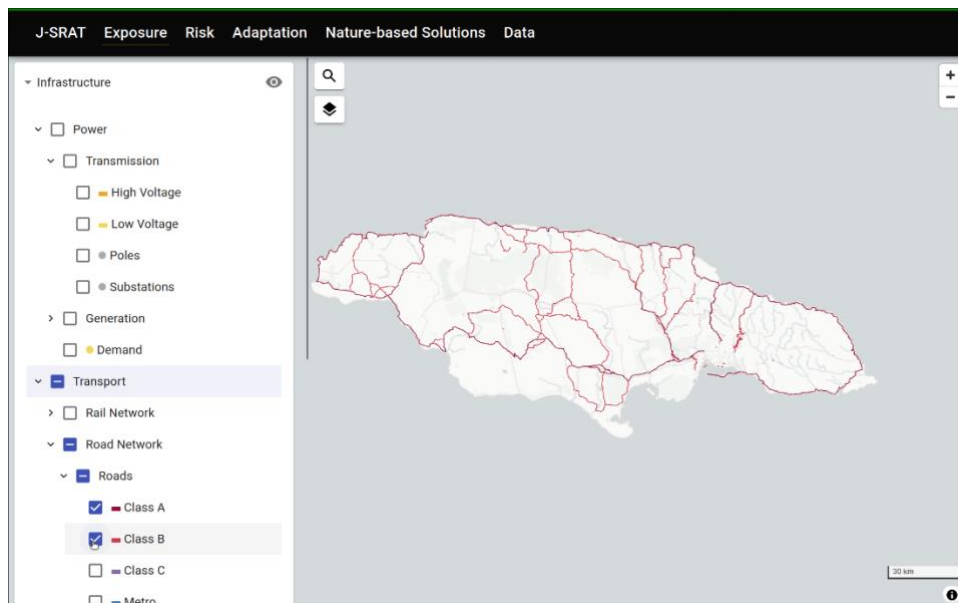 J-SRAT Exposure Risk Adaptation Nature-based Solutions Data
Infrastructure
Power
Transmission
High Voltage
Low Voltage
Poles
Substations
Generation
Demand
Transport
Rail Network
Road Network
Roads
Class A
Class B
Class C
Metro
30 km